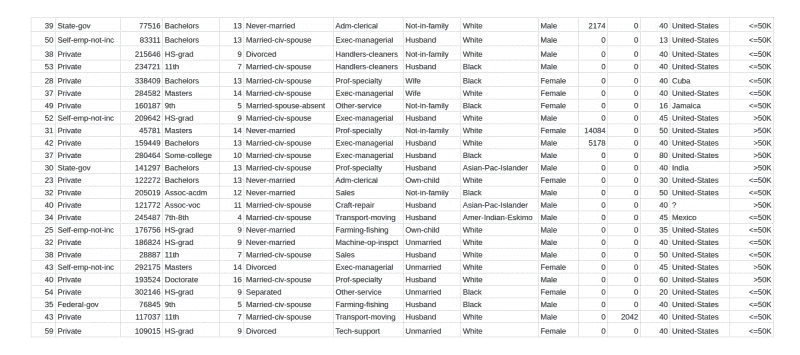 39 State-gov 77516 Bachelors 13 Never-married Adm-clerical Not-in-family White Male 2174 0 40 United-States <=50K
50 Self-emp-not-inc 83311 Bachelors 13 Married-civ-spouse Exec-managerial Husband White Male 0 0 13 United-States <=50K
38 Private 215646 HS-grad 9 Divorced Handlers-cleaners Not-in-family White Male 0 0 40 United-States <=50K
53 Private 234721 11th 7 Married-civ-spouse Handlers-cleaners Husband Black Male 0 0 40 United-States <=50K
28 Private 338409 Bachelors 13 Married-civ-spouse Prof-specialty Wife Black Female 0 0 40 Cuba <=50K
37 Private 284582 Masters 14 Married-civ-spouse Exec-managerial Wife White Female 0 0 40 United-States <=50K
49 Private 160187 9th 5 Married-spouse-absent Other-service Not-in-family Black Female 0 0 16 Jamaica <=50K
52 Self-emp-not-inc 209642 HS-grad 9 Married-civ-spouse Exec-managerial Husband White Male 0 0 45 United-States >50K
31 Private 45781 Masters 14 Never-married Prof-specialty Not-in-family White Female 14084 0 50 United-States >50K
42 Private 159449 Bachelors 13 Married-civ-spouse Exec-managerial Husband White Male 5178 0 40 United-States >50K
37 Private 280464 Some-college 10 Married-civ-spouse Exec-managerial Husband Black Male 0 0 80 United-States >50K
30 State-gov 141297 Bachelors 13 Married-civ-spouse Prof-specialty Husband Asian-Pac-Islander Male 0 0 40 India >50K
23 Private 122272 Bachelors 13 Never-married Adm-clerical Own-child White Female 0 0 30 United-States <=50K
32 Private 205019 Assoc-acdm 12 Never-married Sales Not-in-family Black Male 0 0 50 United-States <=50K
40 Private 121772 Assoc-voc 11 Married-civ-spouse Craft-repair Husband Asian-Pac-Islander Male 0 0 40 ? >50K
34 Private 245487 7th-8th 4 Married-civ-spouse Transport-moving Husband Amer-Indian-Eskimo Male 0 0 45 Mexico <=50K
25 Self-emp-not-inc 176756 HS-grad 9 Never-married Farming-fishing Own-child White Male 0 0 35 United-States <=50K
32 Private 186824 HS-grad 9 Never-married Machine-op-inspct Unmarried White Male 0 0 40 United-States <=50K
38 Private 28887 11th 7 Married-civ-spouse Sales Husband White Male 0 0 50 United-States <=50K
43 Self-emp-not-inc 292175 Masters 14 Divorced Exec-managerial Unmarried White Female 0 0 45 United-States >50K
40 Private 193524 Doctorate 16 Married-civ-spouse Prof-specialty Husband White Male 0 0 60 United-States >50K
54 Private 302146 HS-grad 9 Separated Other-service Unmarried Black Female 0 0 20 United-States <=50K
35 Federal-gov 76845 9th 5 Married-civ-spouse Farming-fishing Husband Black Male 0 0 40 United-States <=50K
43 Private 117037 11th 7 Married-civ-spouse Transport-moving Husband White Male 0 2042 40 United-States <=50K
59 Private 109015 HS-grad 9 Divorced Tech-support Unmarried White Female 0 0 40 United-States <=50K